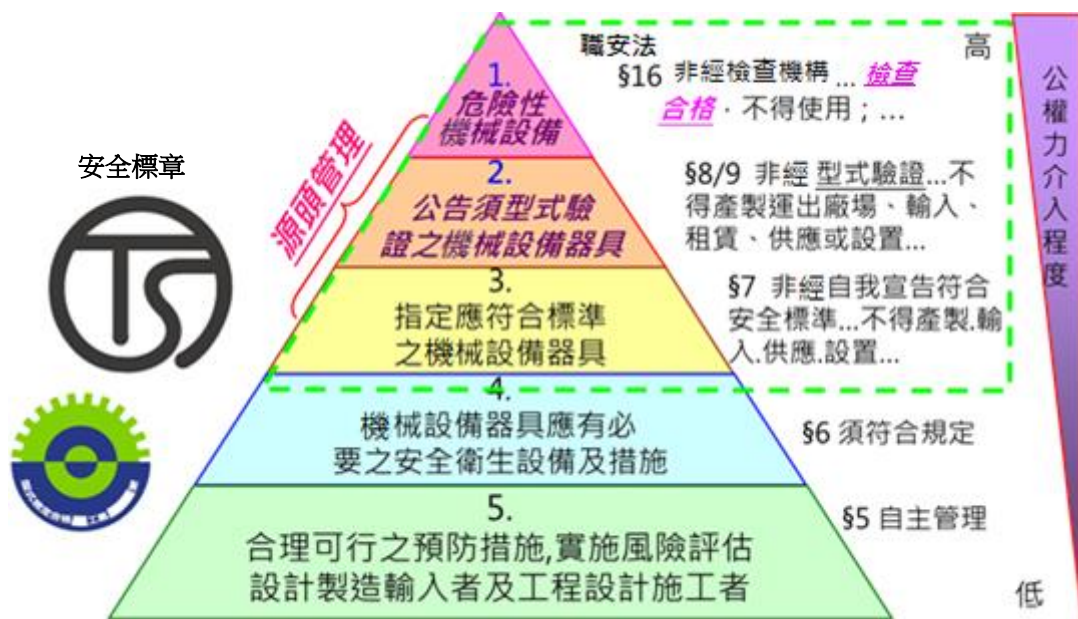 職安法
高
§16 非經檢查機構 … 檢查
合格．不得使用；…
1.
危險性
機械設備
公權力介入程度
安全標章
源頭管理
2.
公告須型式驗
證之機械設備器具
§8/9 非經 型式驗證…不
得產製運出廠場、輸入、
租賃、供應或設置…
TS
3.
指定應符合標準
之機械設備器具
§7 非經自我宣告符合
安全標準…不得產製.輸
入.供應.設置…
4.
機械設備器具應有必
要之安全衛生設備及措施
§6 須符合規定
5.
合理可行之預防措施,實施風險評估
設計製造輸入者及工程設計施工者
§5 自主管理
低